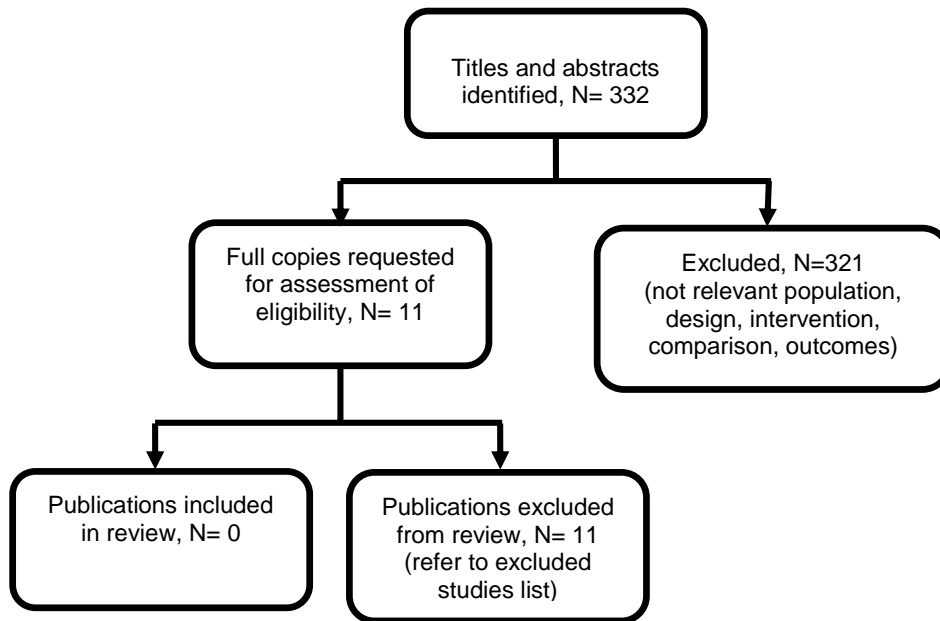 Titles and abstracts
identified, N= 332
Full copies requested
for assessment of
eligibility, N= 11
Excluded, N=321
(not relevant population,
design, intervention,
comparison, outcomes)
Publications included
in review, N= 0
Publications excluded
from review, N= 11
(refer to excluded
studies list)